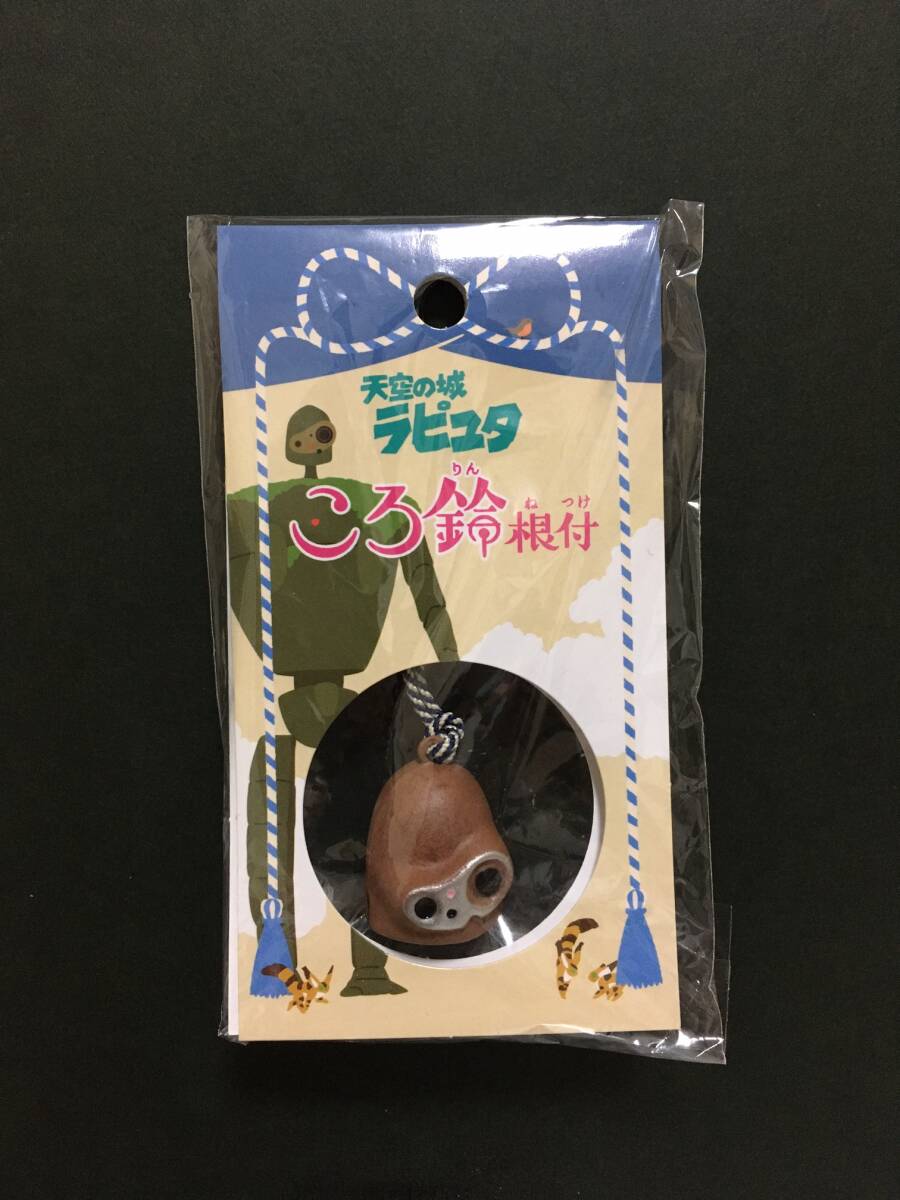 天空の城
ラピュタ
りん
ねつけ
ころ鈴根付